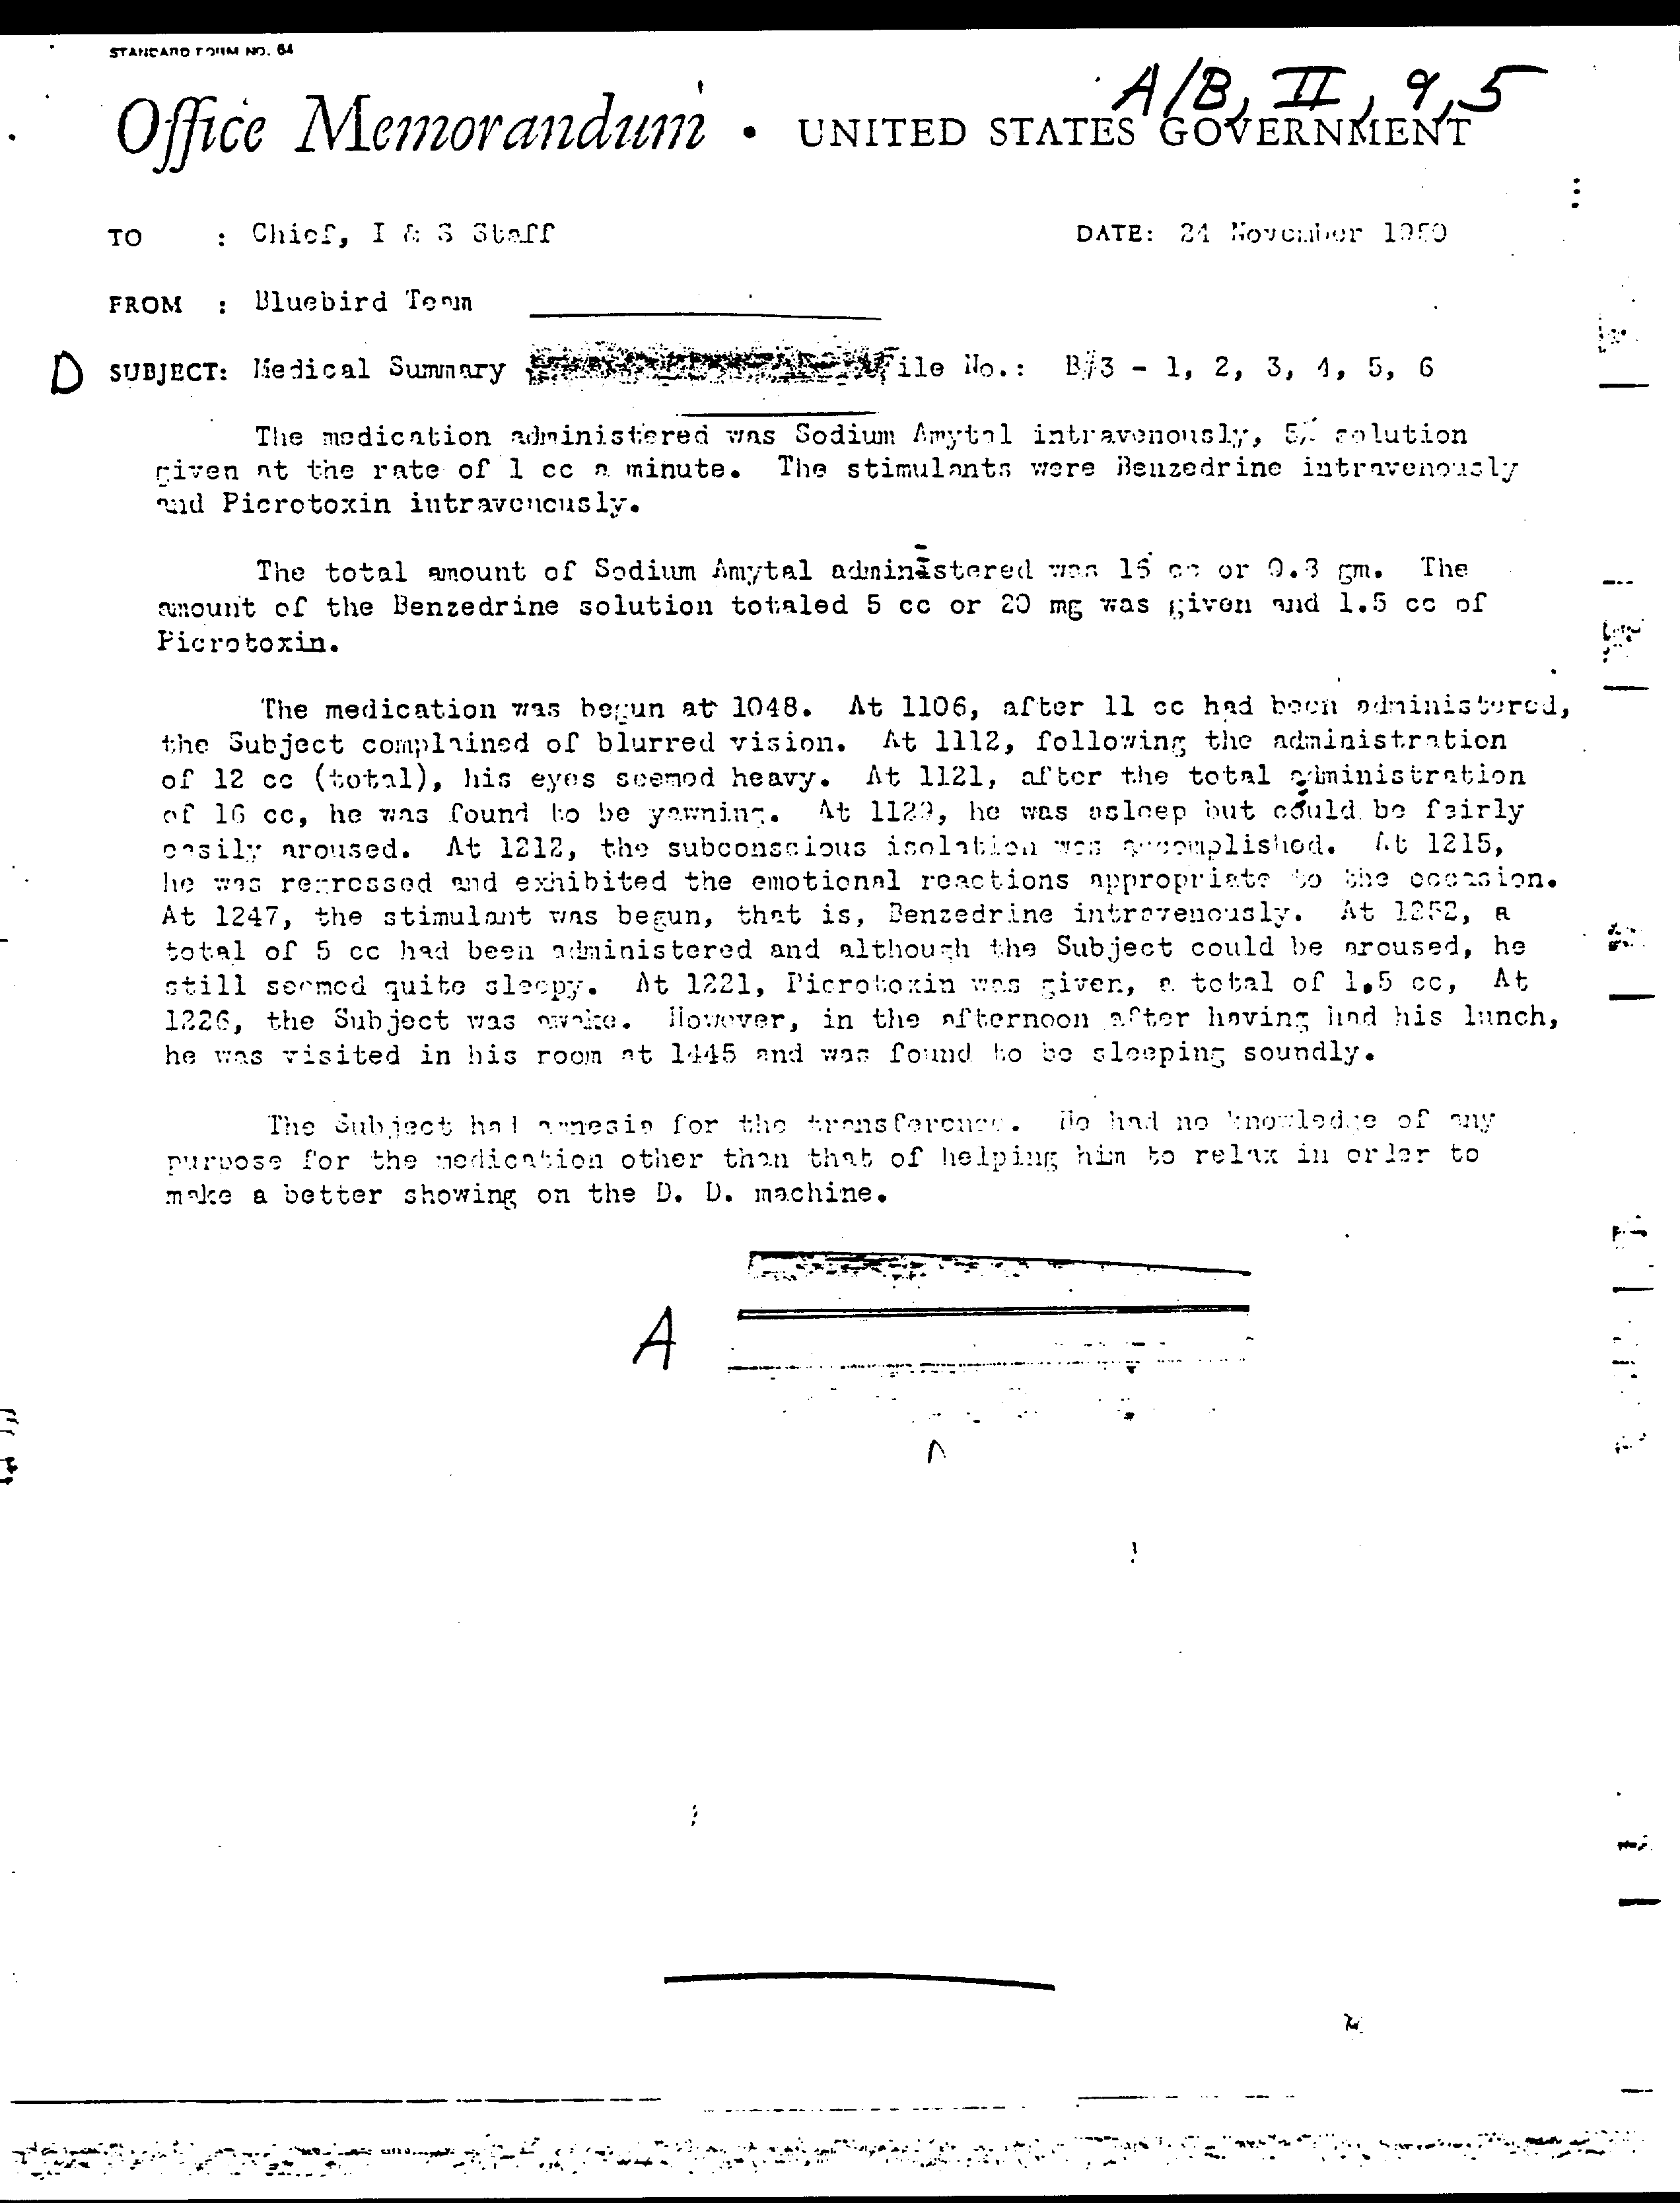 STANDARD FORM NO. 64
A/B, II, 9, 5
Office Memorandum • UNITED STATES GOVERNMENT
TO : Chief, I & S Staff DATE: 24 November 1950
FROM : Bluebird Team
D SUBJECT: Medical Summary File No.: B#3 - 1, 2, 3, 4, 5, 6
The medication administered was Sodium Amytal intravenously, 5% solution
given at the rate of 1 cc a minute. The stimulants were Benzedrine intravenously
and Picrotoxin intravenously.
The total amount of Sodium Amytal administered was 16 cc or 0.8 gm. The
amount of the Benzedrine solution totaled 5 cc or 20 mg was given and 1.5 cc of
Picrotoxin.
The medication was begun at 1048. At 1106, after 11 cc had been administered,
the Subject complained of blurred vision. At 1112, following the administration
of 12 cc (total), his eyes seemed heavy. At 1121, after the total administration
of 16 cc, he was found to be yawning. At 1129, he was asleep but could be fairly
easily aroused. At 1212, the subconscious isolation was accomplished. At 1215,
he was regressed and exhibited the emotional reactions appropriate to the occasion.
At 1247, the stimulant was begun, that is, Benzedrine intravenously. At 1252, a
total of 5 cc had been administered and although the Subject could be aroused, he
still seemed quite sleepy. At 1221, Picrotoxin was given, a total of 1.5 cc, At
1226, the Subject was awake. However, in the afternoon after having had his lunch,
he was visited in his room at 1445 and was found to be sleeping soundly.
The Subject had amnesia for the transference. He had no knowledge of any
purpose for the medication other than that of helping him to relax in order to
make a better showing on the D. D. machine.
A